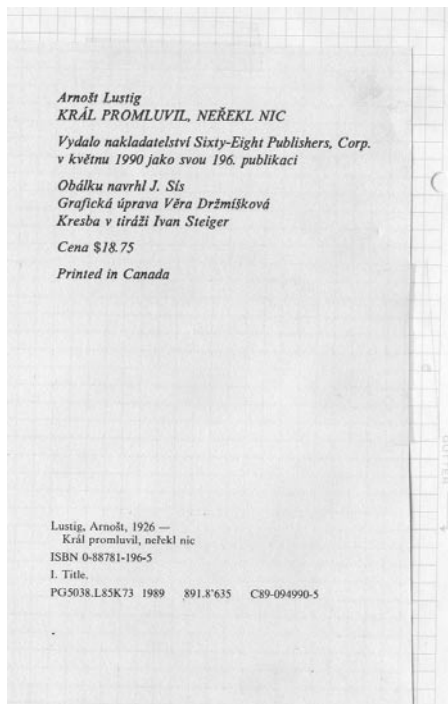 Arnošt Lustig
KRÁL PROMLUVIL, NEŘEKL NIC
Vydalo nakladatelství Sixty-Eight Publishers, Corp.
v květnu 1990 jako svou 196. publikaci
Obálku navrhl J. Sís
Grafická úprava Věra Držmíšková
Kresba v tiráži Ivan Steiger
Cena $18.75
Printed in Canada
Lustig, Arnošt, 1926 —
Král promluvil, neřekl nic
ISBN 0-88781-196-5
I. Title.
PG5038.L85K73 1989 891.8'635 C89-094990-5